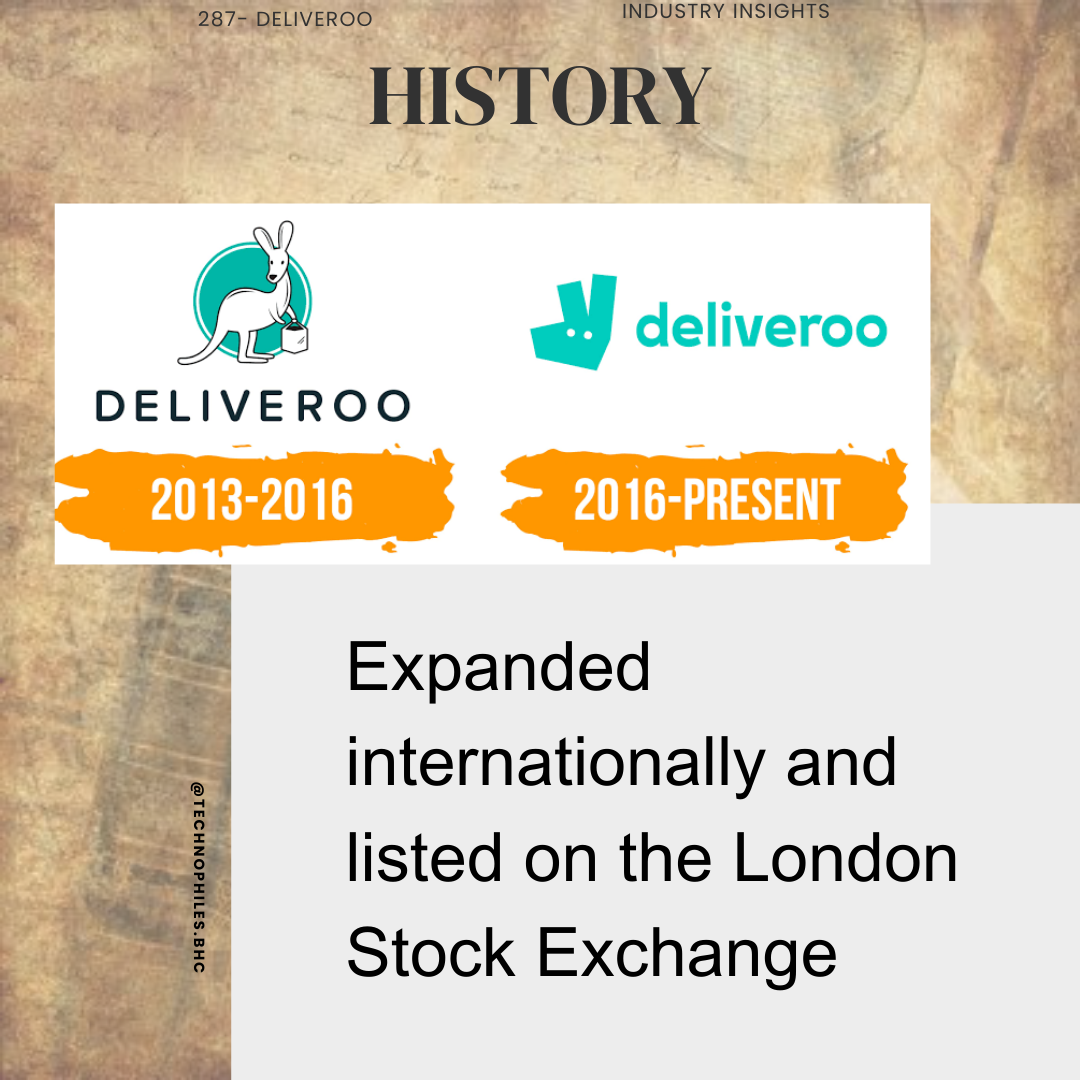 287- DELIVEROO
INDUSTRY INSIGHTS
HISTORY
DELIVEROO
deliveroo
2013-2016
2016-PRESENT
Expanded
internationally and
listed on the London
Stock Exchange
@TECHNOPHILES.BHC